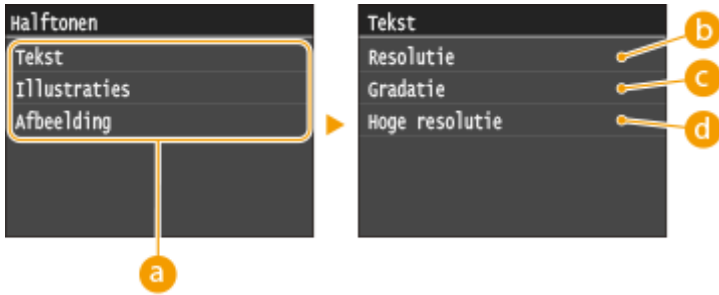 Halftonen
Tekst
Illustraties
Afbeelding
a
Tekst
Resolutie
Gradatie
Hoge resolutie
b
c
d